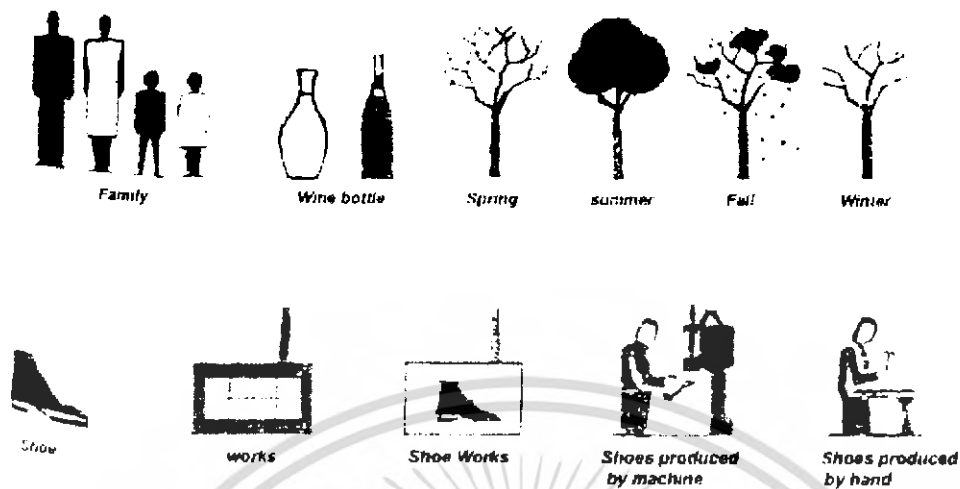 Family
Wine bottle
Spring
summer
Fall
Winter
Shoe
works
Shoe Works
Shoes produced
by machine
Shoes produced
by hand